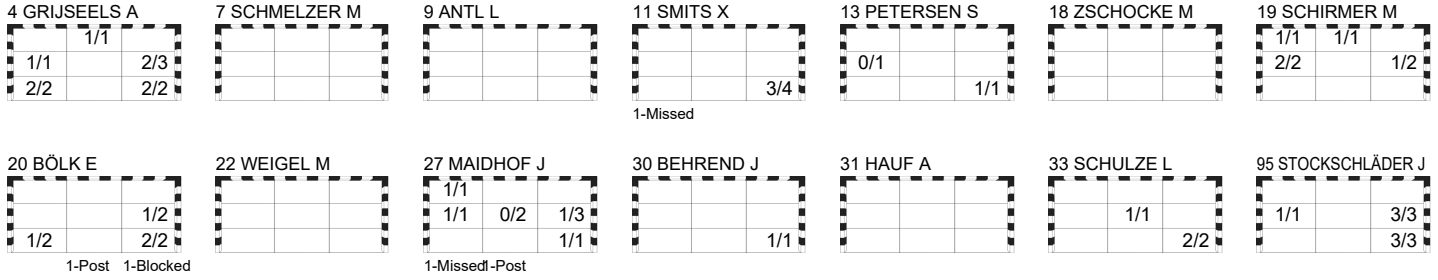 4 GRIJSEELS A 7 SCHMELZER M 9 ANTL L 11 SMITS X 13 PETERSEN S 18 ZSCHOCKE M 19 SCHIRMER M
1/1 1/1 1/1
1/1 2/3 0/1 2/2 1/2
2/2 2/2 3/4 1/1
1-Missed
20 BÖLK E 22 WEIGEL M 27 MAIDHOF J 30 BEHREND J 31 HAUF A 33 SCHULZE L 95 STOCKSCHLÄDER J
1/1
1/2 1/1 0/2 1/3 1/1 1/1 3/3
1/2 2/2 1/1 1/1 2/2 3/3
1-Post 1-Blocked 1-Missed 1-Post